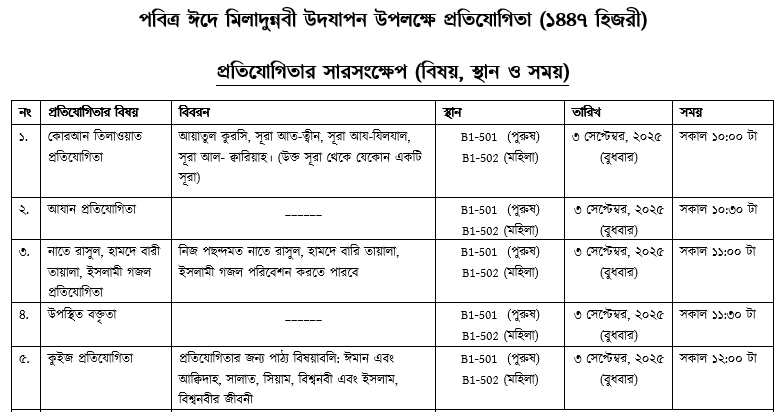 পবিত্র ঈদে মিলাদুন্নবী উদযাপন উপলক্ষে প্রতিযোগিতা (১৪৪৭ হিজরী)
প্রতিযোগিতার সারসংক্ষেপ (বিষয়, স্থান ও সময়)
নং প্রতিযোগিতার বিষয় বিবরন স্থান তারিখ সময়
১. কোরআন তিলাওয়াত আয়াতুল কুরসি, সূরা আত-ত্বীন, সূরা আয-যিলযাল, B1-501 (পুরুষ) ৩ সেপ্টেম্বর, ২০২৫ সকাল ১০:০০ টা
প্রতিযোগিতা সূরা আল- ক্বারিয়াহ। (উক্ত সূরা থেকে যেকোন একটি B1-502 (মহিলা) (বুধবার)
সূরা)
২. আযান প্রতিযোগিতা ______ B1-501 (পুরুষ) ৩ সেপ্টেম্বর, ২০২৫ সকাল ১০:৩০ টা
B1-502 (মহিলা) (বুধবার)
৩. নাতে রাসুল, হামদে বারী নিজ পছন্দমত নাতে রাসুল, হামদে বারি তায়ালা, B1-501 (পুরুষ) ৩ সেপ্টেম্বর, ২০২৫ সকাল ১১:০০ টা
তায়ালা, ইসলামী গজল ইসলামী গজল পরিবেশন করতে পারবে B1-502 (মহিলা) (বুধবার)
প্রতিযোগিতা
৪. উপস্থিত বক্তৃতা ______ B1-501 (পুরুষ) ৩ সেপ্টেম্বর, ২০২৫ সকাল ১১:৩০ টা
B1-502 (মহিলা) (বুধবার)
৫. কুইজ প্রতিযোগিতা প্রতিযোগিতার জন্য পাঠ্য বিষয়াবলি: ঈমান এবং B1-501 (পুরুষ) ৩ সেপ্টেম্বর, ২০২৫ সকাল ১২:০০ টা
আক্বিদাহ, সালাত, সিয়াম, বিশ্বনবী এবং ইসলাম, B1-502 (মহিলা) (বুধবার)
বিশ্বনবীর জীবনী